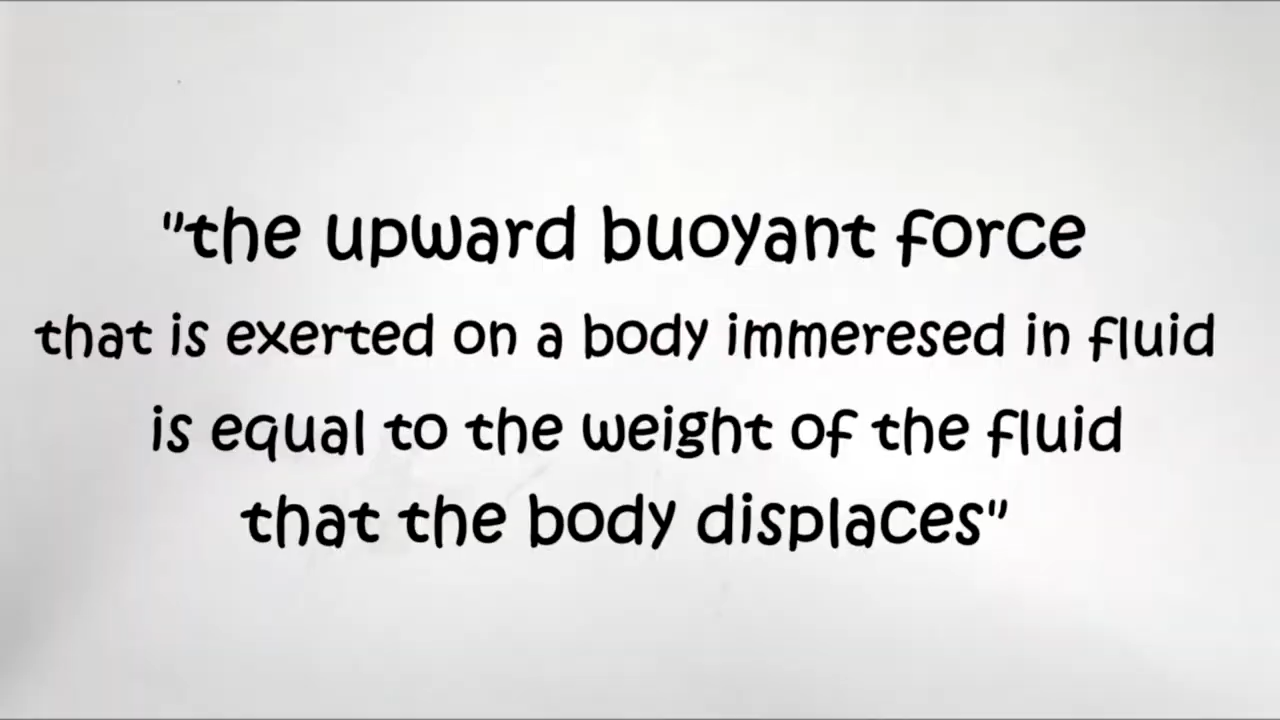 "the upward buoyant force
that is exerted on a body immeresed in fluid
is equal to the weight of the fluid
that the body displaces"